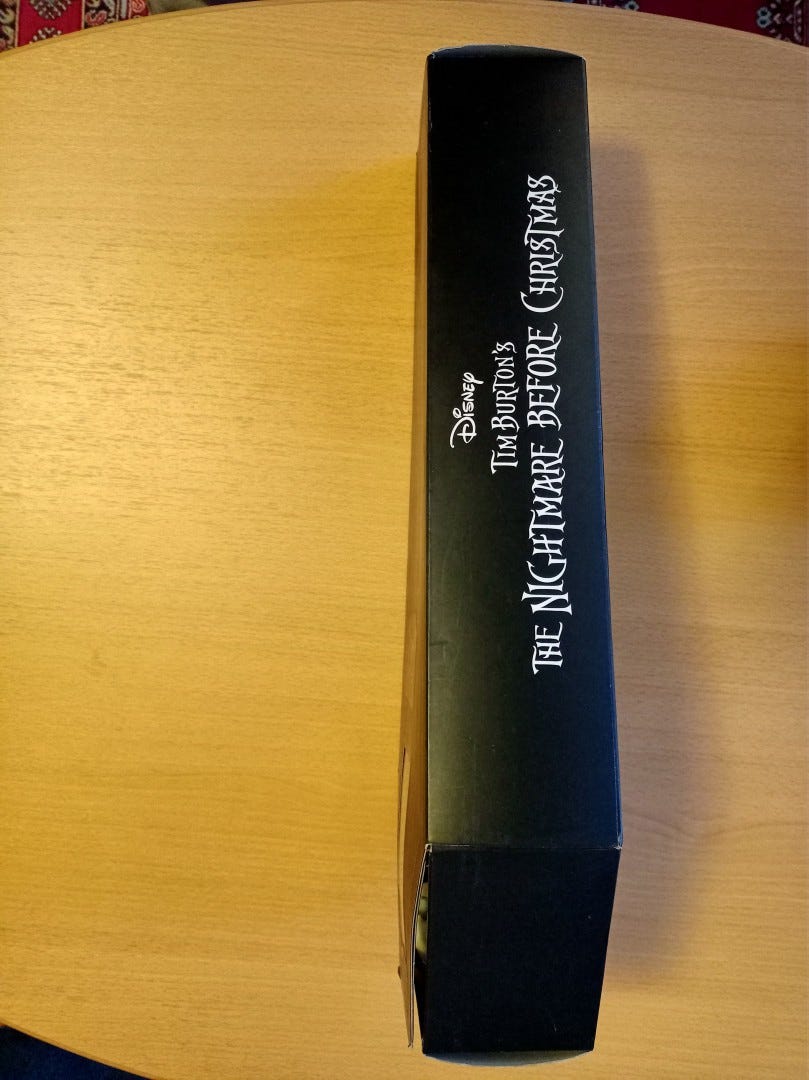 Disney
Tim Burton's
The Nightmare Before Christmas